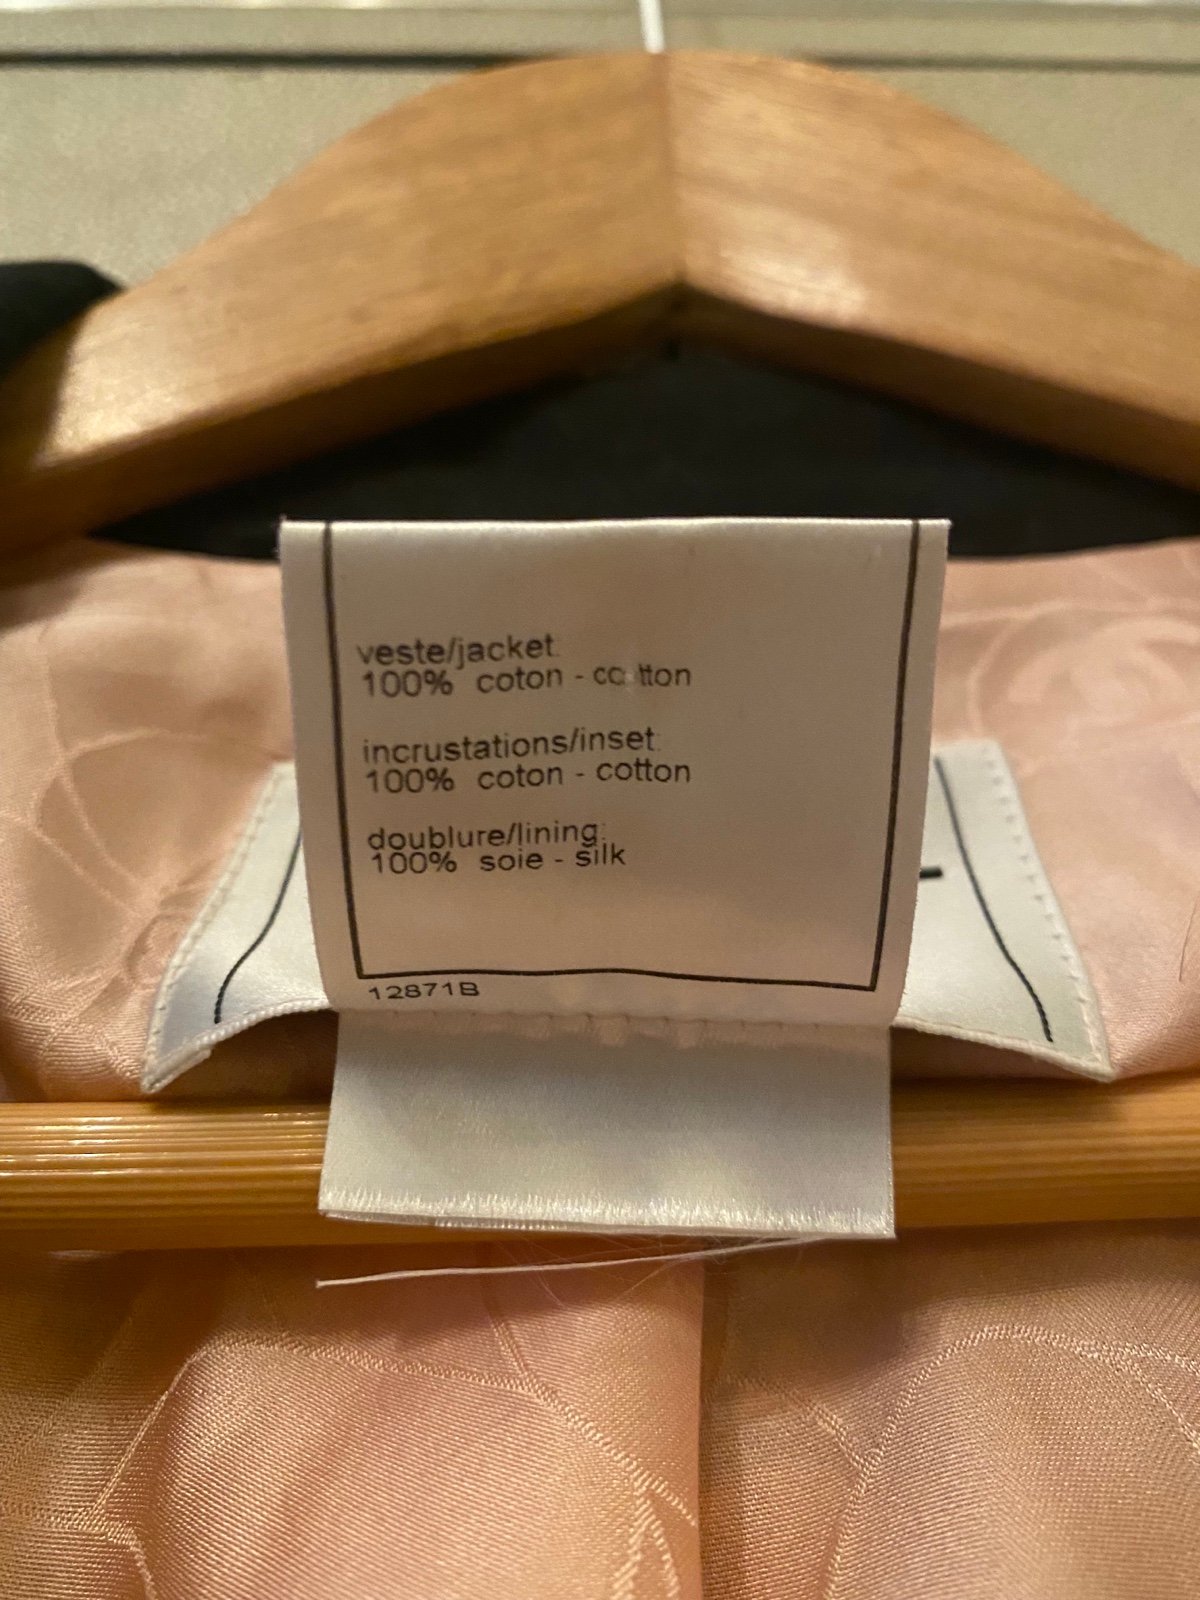 veste/jacket:
100% coton - cotton
incrustations/inset:
100% coton - cotton
doublure/lining:
100% soie - silk
12871B